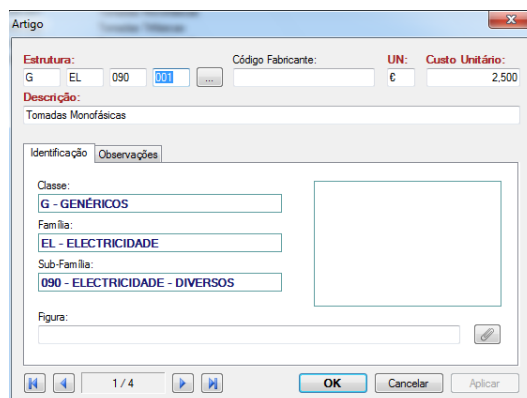 Artigo
Estrutura: Código Fabricante: UN: Custo Unitário:
G EL 090 001 ... € 2,500
Descrição:
Tomadas Monofásicas
Identificação Observações
Classe:
G - GENÉRICOS
Família:
EL - ELECTRICIDADE
Sub-Família:
090 - ELECTRICIDADE - DIVERSOS
Figura:
1 / 4 OK Cancelar Aplicar